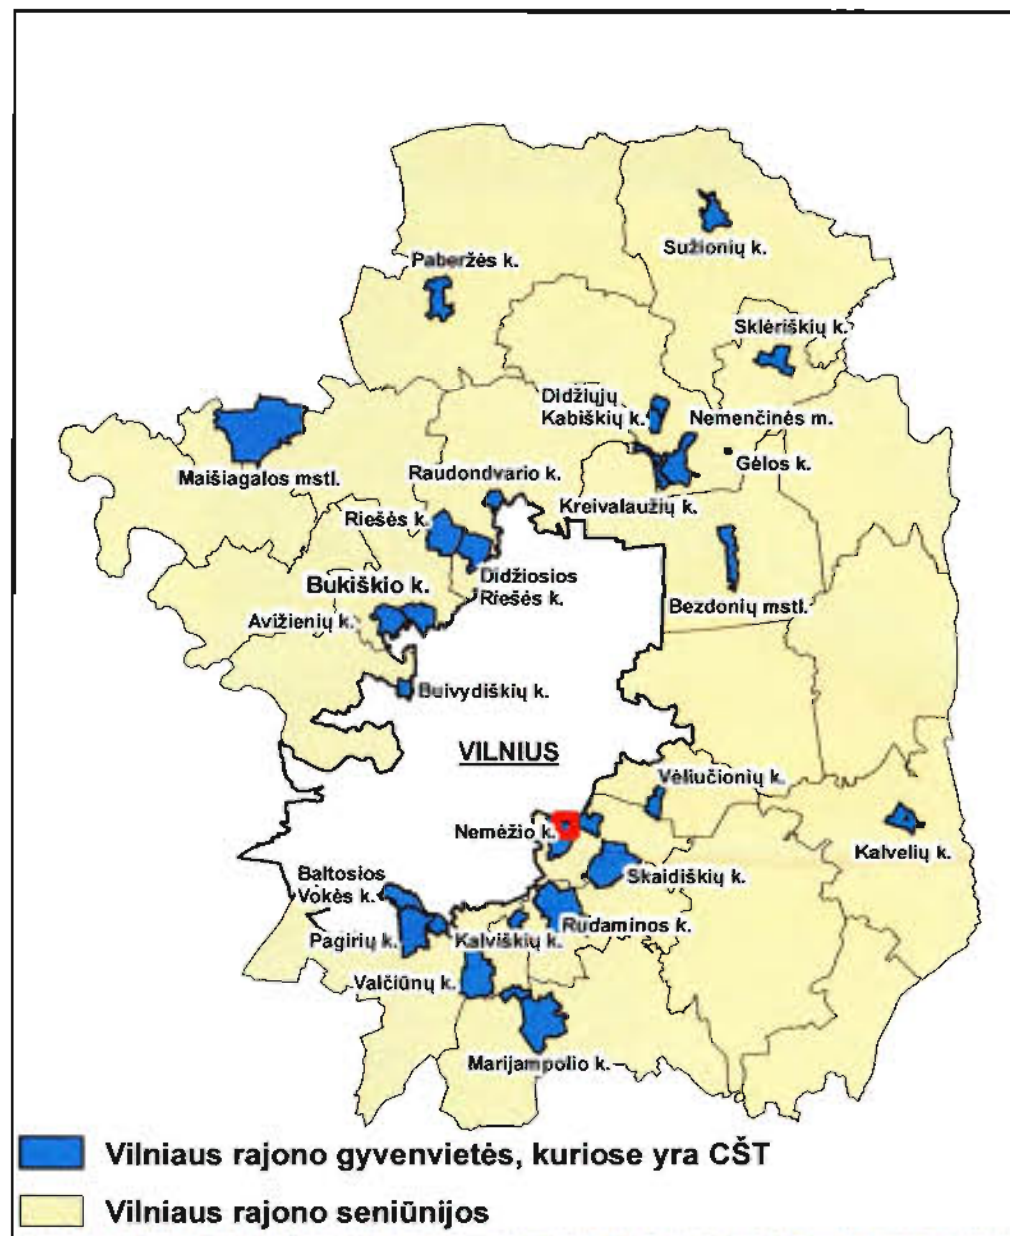 Sužionių k.
Paberžės k.
Sklėriškių k.
Didžiųjų
Kabiškių k.
Nemenčinės m.
Gėlos k.
Maišiagalos mstl.
Raudondvario k.
Kreivalaužių k.
Riešės k.
Didžiosios
Riešės k.
Bukiškio k.
Avižienių k.
Bezdonių mstl.
Buivydiškių k.
VILNIUS
Vėliučionių k.
Nemėžio k.
Kalvelių k.
Skaidiškių k.
Baltosios
Vokės k.
Rudaminos k.
Pagirių k.
Kalviškių k.
Valčiūnų k.
Marijampolio k.
Vilniaus rajono gyvenvietės, kuriose yra CŠT
Vilniaus rajono seniūnijos